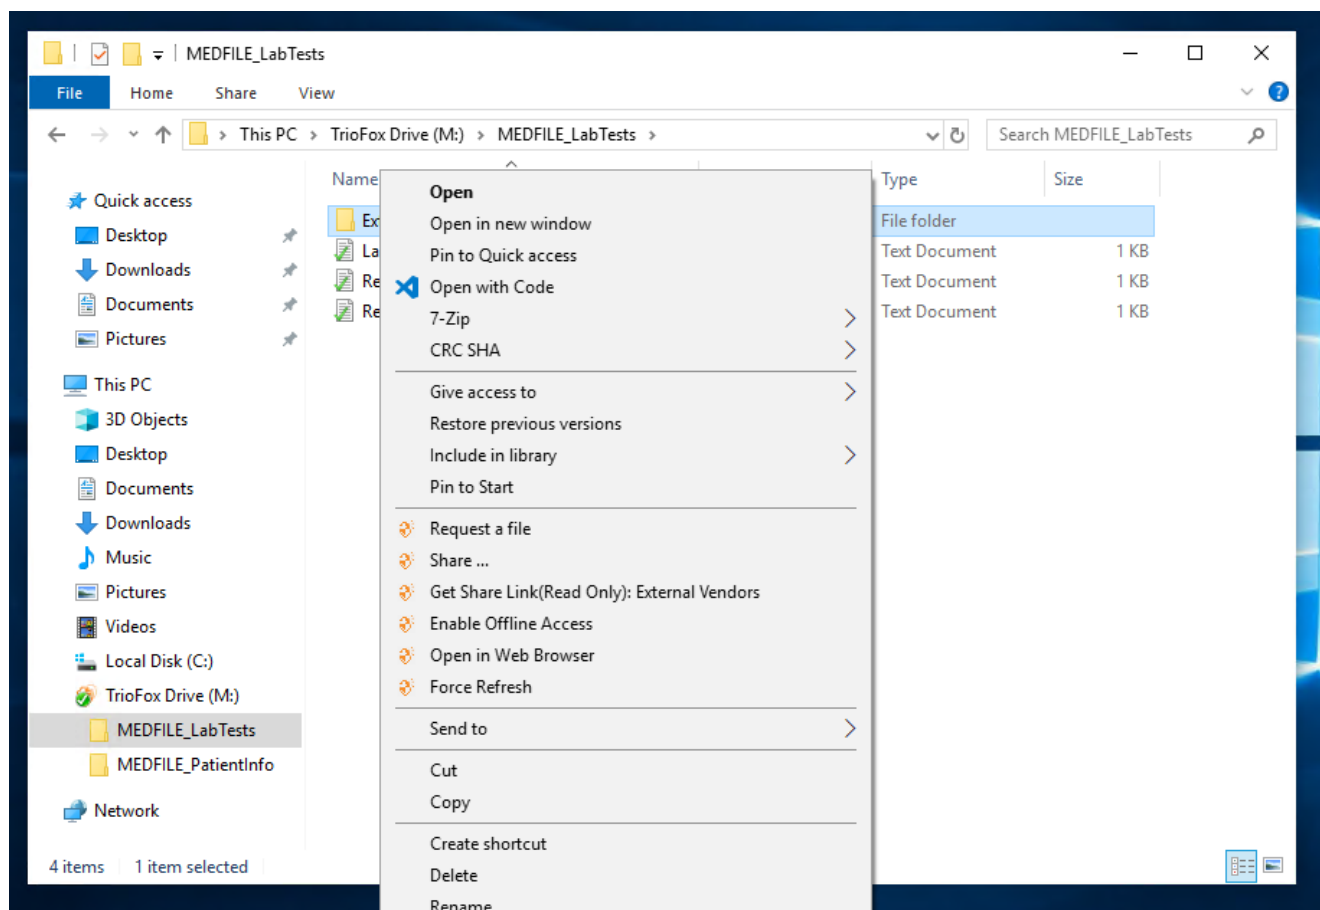 MEDFILE_LabTests
File Home Share View
This PC > TrioFox Drive (M:) > MEDFILE_LabTests >
Search MEDFILE_LabTests
Name Type Size
Quick access
Desktop
Downloads
Documents
Pictures
This PC
3D Objects
Desktop
Documents
Downloads
Music
Pictures
Videos
Local Disk (C:)
TrioFox Drive (M:)
MEDFILE_LabTests
MEDFILE_PatientInfo
Network
Ex File folder
La Text Document 1 KB
Re Text Document 1 KB
Re Text Document 1 KB
Open
Open in new window
Pin to Quick access
Open with Code
7-Zip
CRC SHA
Give access to
Restore previous versions
Include in library
Pin to Start
Request a file
Share ...
Get Share Link(Read Only): External Vendors
Enable Offline Access
Open in Web Browser
Force Refresh
Send to
Cut
Copy
Create shortcut
Delete
Rename
4 items 1 item selected